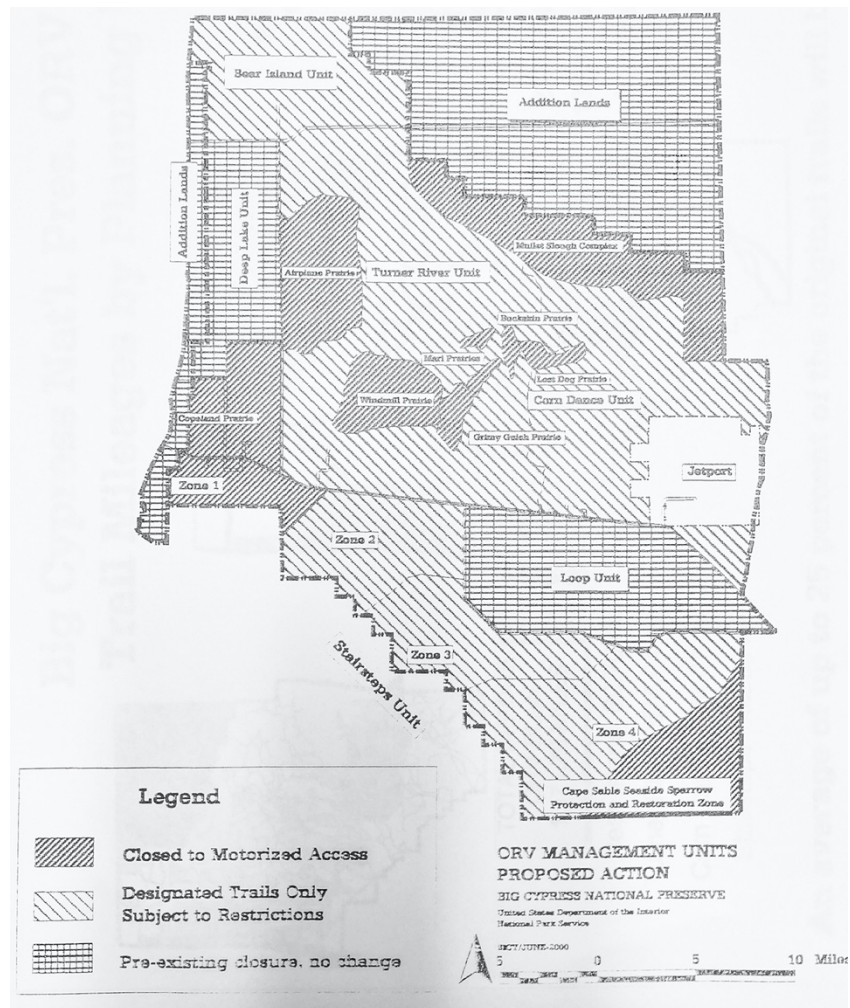 Bear Island Unit
Addition Lands
Addition Lands
Deep Lake Unit
Mullet Slough Complex
Airplane Prairie
Turner River Unit
Buckskin Prairie
Marl Prairies
Lost Dog Prairie
Windmill Prairie
Corn Dance Unit
Copeland Prairie
Grimy Gulch Prairie
Jetport
Zone 1
Zone 2
Loop Unit
Zone 3
Stairsteps Unit
Zone 4
Cape Sable Seaside Sparrow
Protection and Restoration Zone
Legend
Closed to Motorized Access
Designated Trails Only
Subject to Restrictions
Pre-existing closure, no change
ORV MANAGEMENT UNITS
PROPOSED ACTION
BIG CYPRESS NATIONAL PRESERVE
United States Department of the Interior
National Park Service
/JUNE-2000
5 0 5 10 Miles